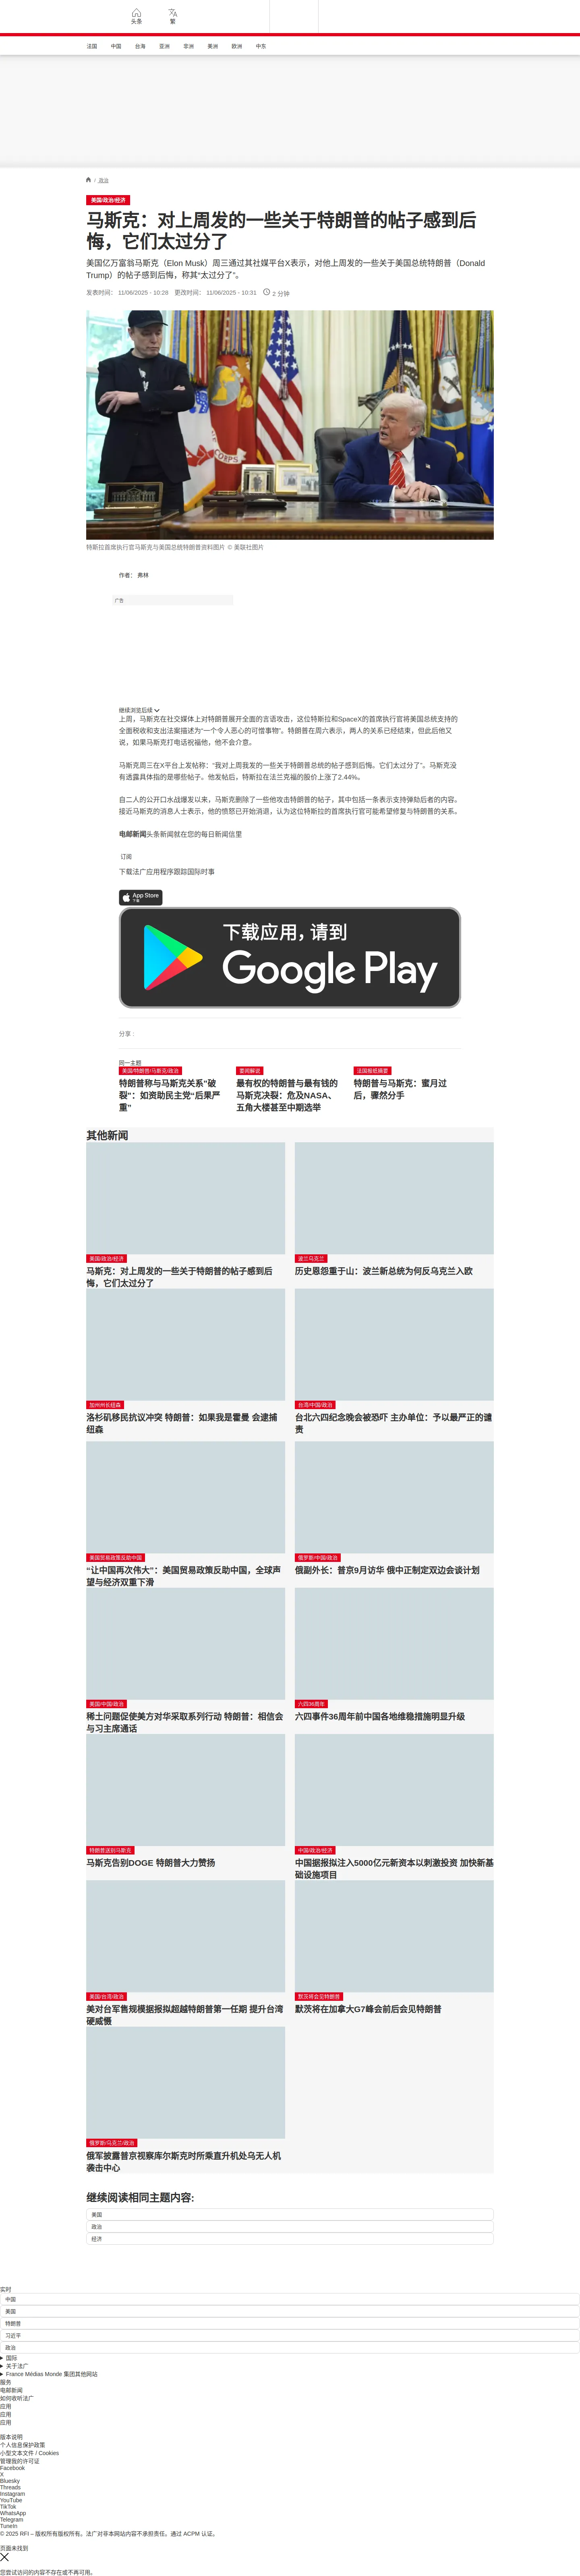 头条
繁
法国 中国 台海 亚洲 非洲 美洲 欧洲 中东
/ 政治
美国/政治/经济
马斯克：对上周发的一些关于特朗普的帖子感到后
悔，它们太过分了
美国亿万富翁马斯克（Elon Musk）周三通过其社媒平台X表示，对他上周发的一些关于美国总统特朗普（Donald
Trump）的帖子感到后悔，称其“太过分了”。
发表时间： 11/06/2025 - 10:28 更改时间： 11/06/2025 - 10:31 2 分钟
特斯拉首席执行官马斯克与美国总统特朗普资料图片 © 美联社图片
作者： 弗林
广告
继续浏览后续
上周，马斯克在社交媒体上对特朗普展开全面的言语攻击，这位特斯拉和SpaceX的首席执行官将美国总统支持的
全面税收和支出法案描述为“一个令人恶心的可憎事物”。特朗普在周六表示，两人的关系已经结束，但此后他又
说，如果马斯克打电话祝福他，他不会介意。
马斯克周三在X平台上发帖称：“我对上周我发的一些关于特朗普总统的帖子感到后悔。它们太过分了”。马斯克没
有透露具体指的是哪些帖子。他发帖后，特斯拉在法兰克福的股价上涨了2.44%。
自二人的公开口水战爆发以来，马斯克删除了一些他攻击特朗普的帖子，其中包括一条表示支持弹劾后者的内容。
接近马斯克的消息人士表示，他的愤怒已开始消退，认为这位特斯拉的首席执行官可能希望修复与特朗普的关系。
电邮新闻头条新闻就在您的每日新闻信里
订阅
下载法广应用程序跟踪国际时事
App Store
下载
下载应用，请到
Google Play
分享 :
同一主题
美国/特朗普/马斯克/政治
特朗普称与马斯克关系"破
裂"：如资助民主党"后果严
重"
要闻解说
最有权的特朗普与最有钱的
马斯克决裂：危及NASA、
五角大楼甚至中期选举
法国报纸摘要
特朗普与马斯克：蜜月过
后，骤然分手
其他新闻
美国/政治/经济
马斯克：对上周发的一些关于特朗普的帖子感到后
悔，它们太过分了
波兰乌克兰
历史恩怨重于山：波兰新总统为何反乌克兰入欧
加州州长纽森
洛杉矶移民抗议冲突 特朗普：如果我是霍曼 会逮捕
纽森
台湾/中国/政治
台北六四纪念晚会被恐吓 主办单位：予以最严正的谴
责
美国贸易政策反助中国
“让中国再次伟大”：美国贸易政策反助中国，全球声
望与经济双重下滑
俄罗斯/中国/政治
俄副外长：普京9月访华 俄中正制定双边会谈计划
美国/中国/政治
稀土问题促使美方对华采取系列行动 特朗普：相信会
与习主席通话
六四36周年
六四事件36周年前中国各地维稳措施明显升级
特朗普送别马斯克
马斯克告别DOGE 特朗普大力赞扬
中国/政治/经济
中国据报拟注入5000亿元新资本以刺激投资 加快新基
础设施项目
美国/台湾/政治
美对台军售规模据报拟超越特朗普第一任期 提升台湾
硬威慑
默茨将会见特朗普
默茨将在加拿大G7峰会前后会见特朗普
俄罗斯/乌克兰/政治
俄军披露普京视察库尔斯克时所乘直升机处乌无人机
袭击中心
继续阅读相同主题内容:
美国
政治
经济
实时
中国
美国
特朗普
习近平
政治
国际
关于法广
France Médias Monde 集团其他网站
服务
电邮新闻
如何收听法广
应用
应用
应用
版本说明
个人信息保护政策
小型文本文件 / Cookies
管理我的许可证
Facebook
X
Bluesky
Threads
Instagram
YouTube
TikTok
WhatsApp
Telegram
TuneIn
© 2025 RFI – 版权所有版权所有。法广对非本网站内容不承担责任。通过 ACPM 认证。
页面未找到
您尝试访问的内容不存在或不再可用。